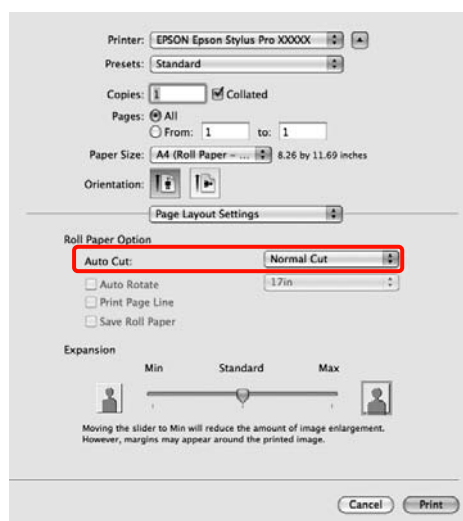 Printer: EPSON Epson Stylus Pro XXXXX
Presets: Standard
Copies: 1 Collated
Pages: All
From: 1 to: 1
Paper Size: A4 (Roll Paper – ... 8.26 by 11.69 inches
Orientation:
Page Layout Settings
Roll Paper Option
Auto Cut: Normal Cut
Auto Rotate 17in
Print Page Line
Save Roll Paper
Expansion
Min Standard Max
Moving the slider to Min will reduce the amount of image enlargement.
However, margins may appear around the printed image.
Cancel Print